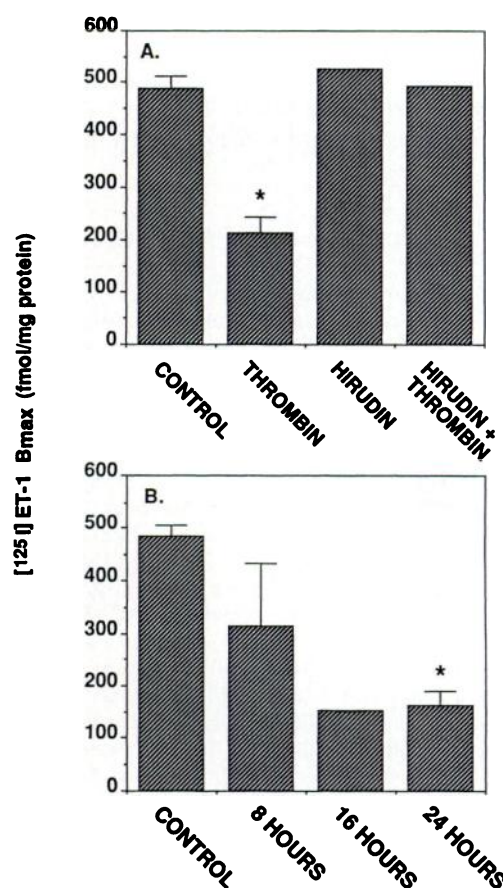 [125 I] ET-1 Bmax (fmol/mg protein)
A.
600
500
400
300
200
100
0
*
CONTROL
THROMBIN
HIRUDIN
HIRUDIN +
THROMBIN
B.
600
500
400
300
200
100
0
*
CONTROL
8 HOURS
16 HOURS
24 HOURS